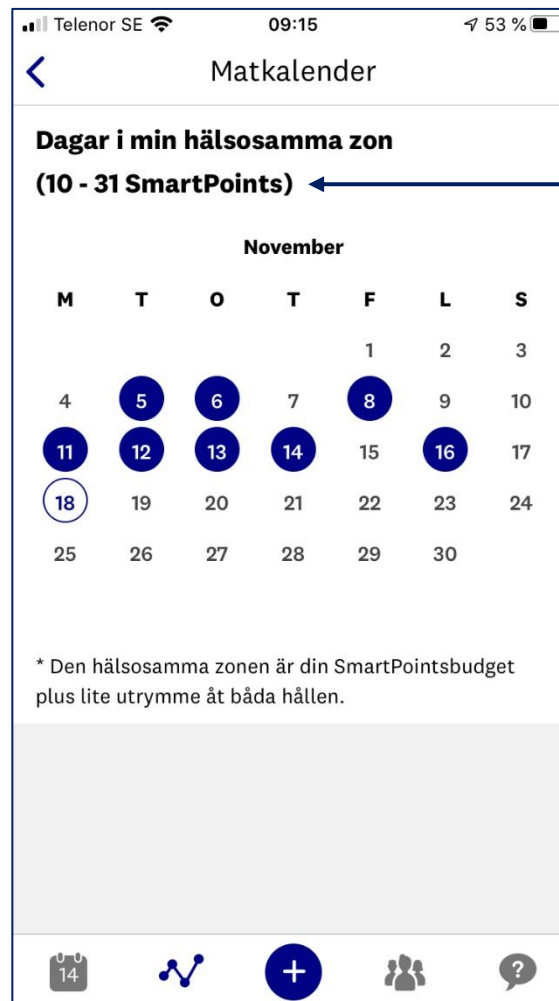 Telenor SE 09:15 53 %
Matkalender
Dagar i min hälsosamma zon
(10 - 31 SmartPoints)
November
M T O T F L S
1 2 3
4 5 6 7 8 9 10
11 12 13 14 15 16 17
18 19 20 21 22 23 24
25 26 27 28 29 30
* Den hälsosamma zonen är din SmartPointsbudget
plus lite utrymme åt båda hållen.
14 + ?